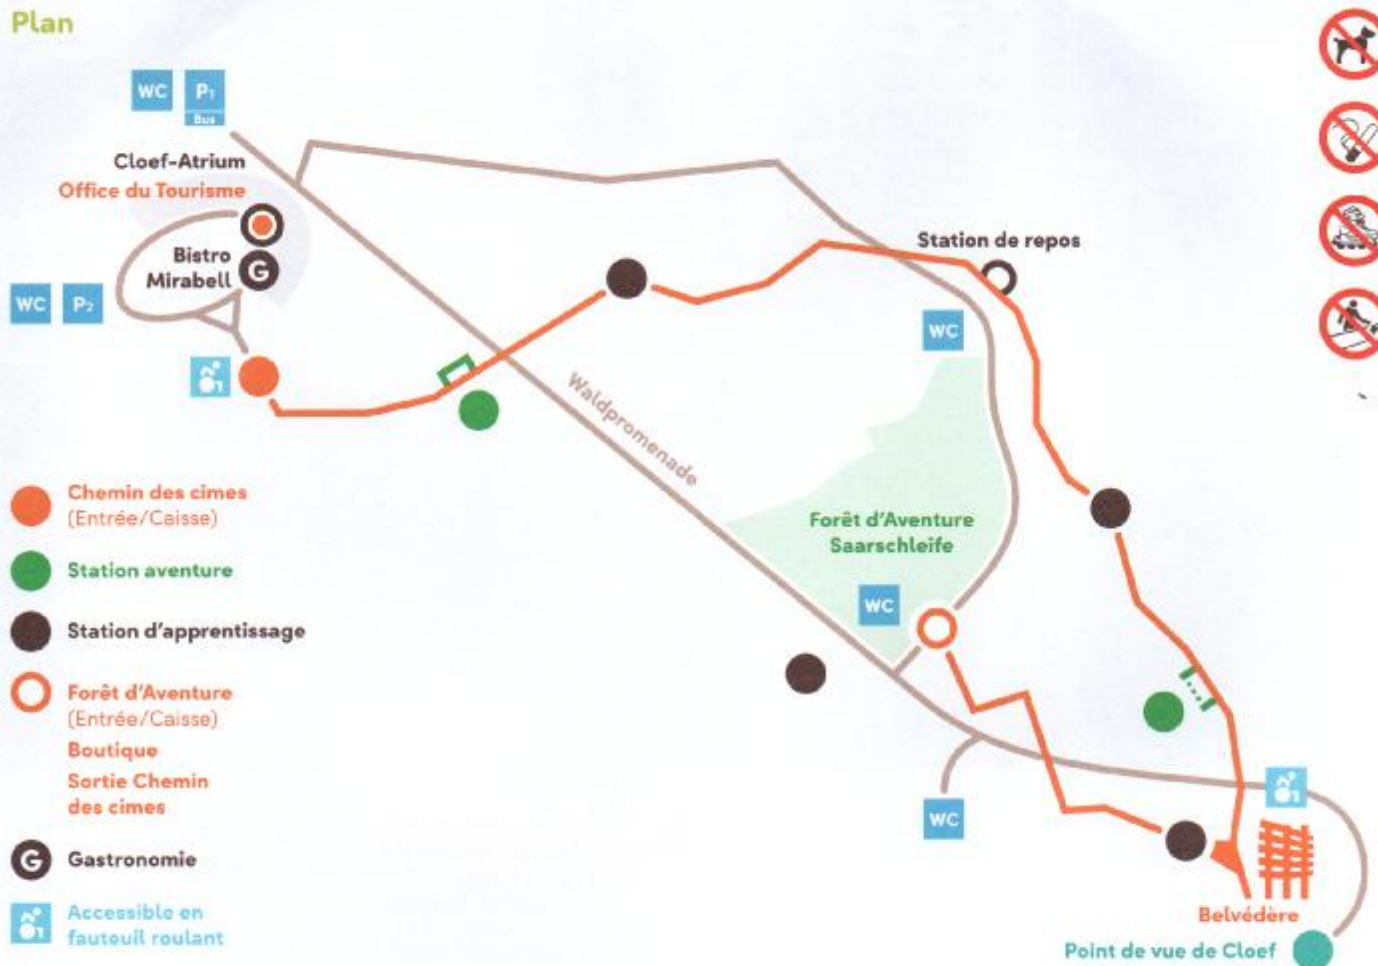 Plan
WC
P1
Bus
Cloef-Atrium
Office du Tourisme
Bistro
Mirabell
G
WC
P2
Station de repos
WC
Waldpromenade
Forêt d'Aventure
Saarschleife
WC
WC
Belvédère
Point de vue de Cloef
Chemin des cimes
(Entrée/Caisse)
Station aventure
Station d'apprentissage
Forêt d'Aventure
(Entrée/Caisse)
Boutique
Sortie Chemin
des cimes
G Gastronomie
Accessible en
fauteuil roulant